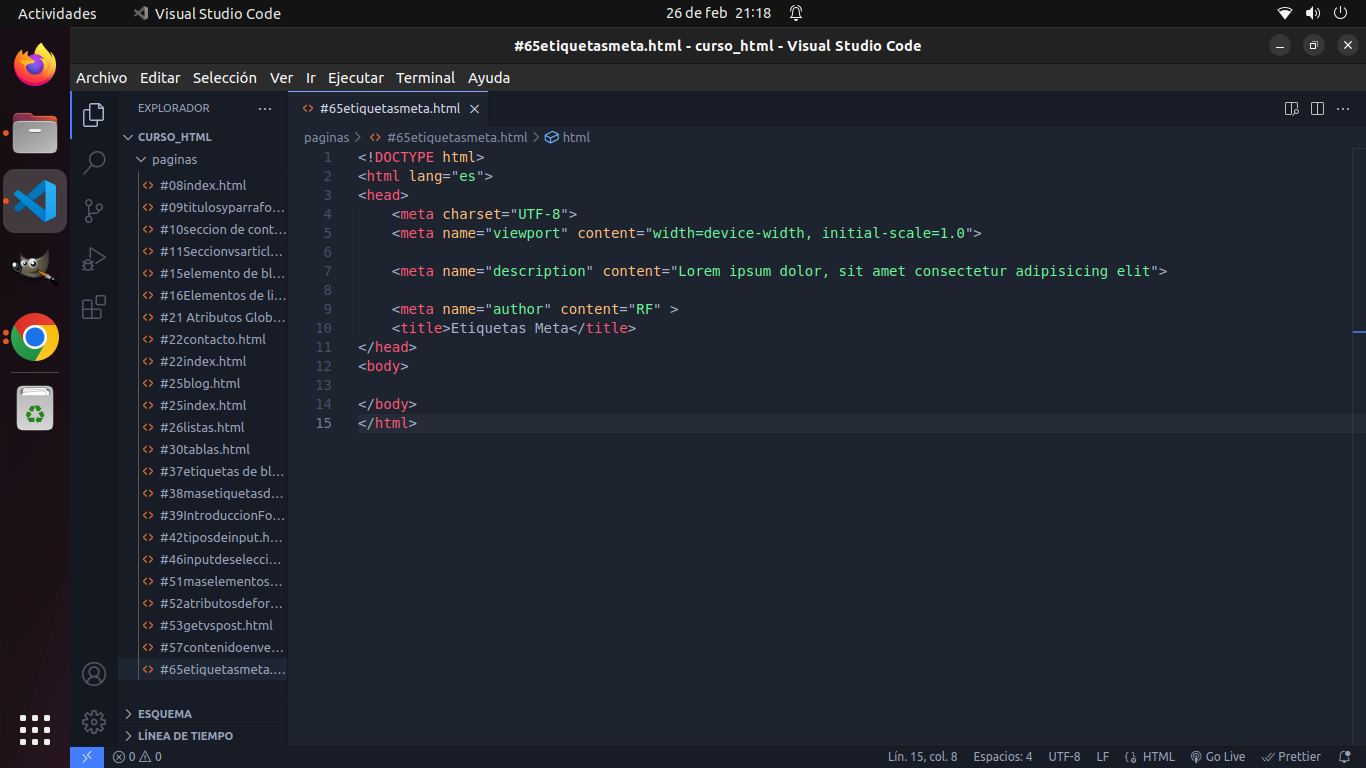 Actividades Visual Studio Code 26 de feb 21:18
#65etiquetasmeta.html - curso_html - Visual Studio Code
Archivo Editar Selección Ver Ir Ejecutar Terminal Ayuda
EXPLORADOR ...
CURSO_HTML
paginas
#08index.html
#09titulosyparrafo...
#10seccion de cont...
#11Seccionvsarticl...
#15elemento de bl...
#16Elementos de li...
#21 Atributos Glob...
#22contacto.html
#22index.html
#25blog.html
#25index.html
#26listas.html
#30tablas.html
#37etiquetas de bl...
#38masetiquetasd...
#39IntroduccionFo...
#42tiposdeinput.h...
#46inputdeselecci...
#51maselementos...
#52atributosdefor...
#53getvspost.html
#57contenidoenve...
#65etiquetasmeta....
ESQUEMA
LÍNEA DE TIEMPO
#65etiquetasmeta.html
paginas > #65etiquetasmeta.html > html
1 <!DOCTYPE html>
2 <html lang="es">
3 <head>
4     <meta charset="UTF-8">
5     <meta name="viewport" content="width=device-width, initial-scale=1.0">
6
7     <meta name="description" content="Lorem ipsum dolor, sit amet consectetur adipisicing elit">
8
9     <meta name="author" content="RF" >
10     <title>Etiquetas Meta</title>
11 </head>
12 <body>
13
14 </body>
15 </html>
0 0 Lín. 15, col. 8 Espacios: 4 UTF-8 LF HTML Go Live Prettier